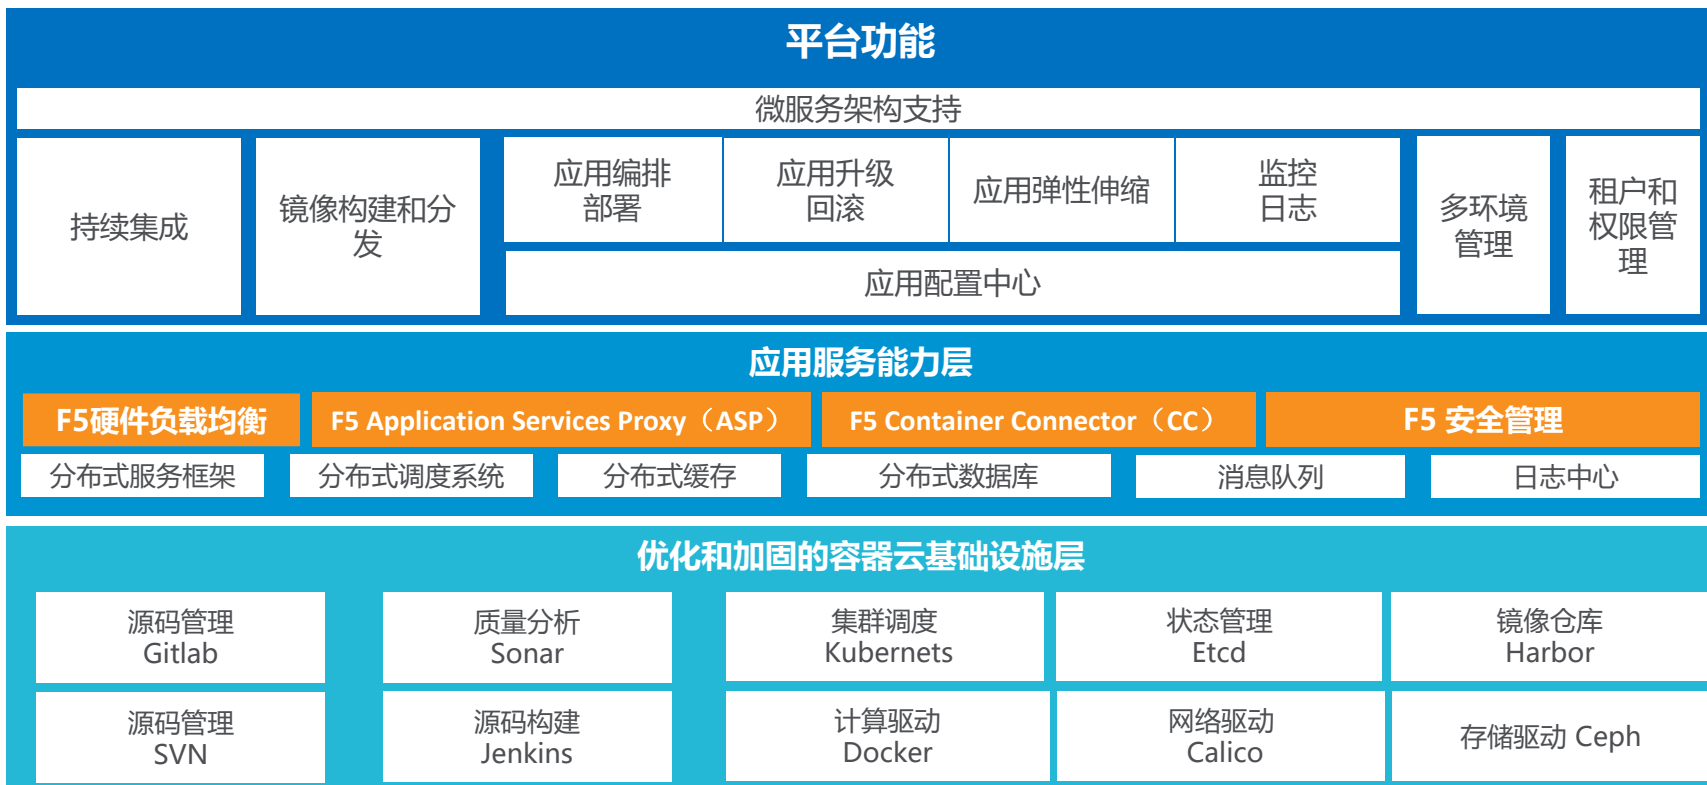 平台功能
微服务架构支持
持续集成
镜像构建和分
发
应用编排
部署
应用升级
回滚
应用弹性伸缩
监控
日志
应用配置中心
多环境
管理
租户和
权限管
理
应用服务能力层
F5硬件负载均衡
F5 Application Services Proxy（ASP）
F5 Container Connector（CC）
F5 安全管理
分布式服务框架
分布式调度系统
分布式缓存
分布式数据库
消息队列
日志中心
优化和加固的容器云基础设施层
源码管理
Gitlab
质量分析
Sonar
集群调度
Kubernets
状态管理
Etcd
镜像仓库
Harbor
源码管理
SVN
源码构建
Jenkins
计算驱动
Docker
网络驱动
Calico
存储驱动 Ceph